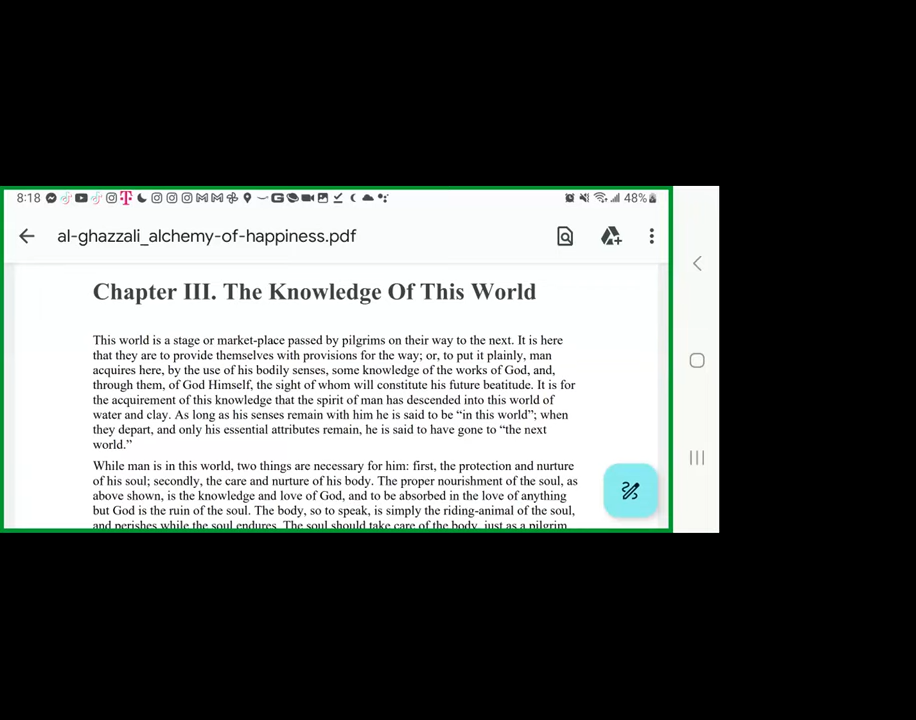 8:18
48%
al-ghazzali_alchemy-of-happiness.pdf
Chapter III. The Knowledge Of This World
This world is a stage or market-place passed by pilgrims on their way to the next. It is here
that they are to provide themselves with provisions for the way; or, to put it plainly, man
acquires here, by the use of his bodily senses, some knowledge of the works of God, and,
through them, of God Himself, the sight of whom will constitute his future beatitude. It is for
the acquirement of this knowledge that the spirit of man has descended into this world of
water and clay. As long as his senses remain with him he is said to be “in this world”; when
they depart, and only his essential attributes remain, he is said to have gone to “the next
world.”
While man is in this world, two things are necessary for him: first, the protection and nurture
of his soul; secondly, the care and nurture of his body. The proper nourishment of the soul, as
above shown, is the knowledge and love of God, and to be absorbed in the love of anything
but God is the ruin of the soul. The body, so to speak, is simply the riding-animal of the soul,
and perishes while the soul endures. The soul should take care of the body, just as a pilgrim